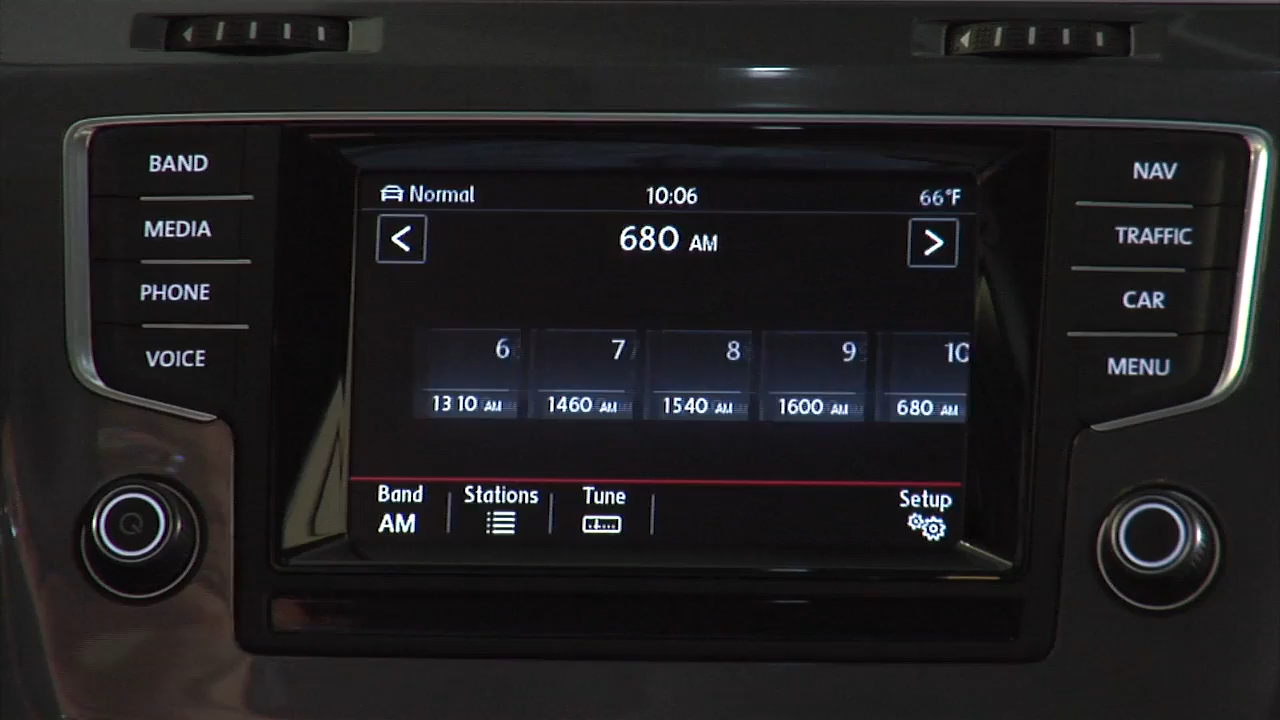 BAND
MEDIA
PHONE
VOICE
Normal 10:06 66°F
< 680 AM >
6 7 8 9 10
1310 AM 1460 AM 1540 AM 1600 AM 680 AM
Band Stations Tune Setup
AM
NAV
TRAFFIC
CAR
MENU